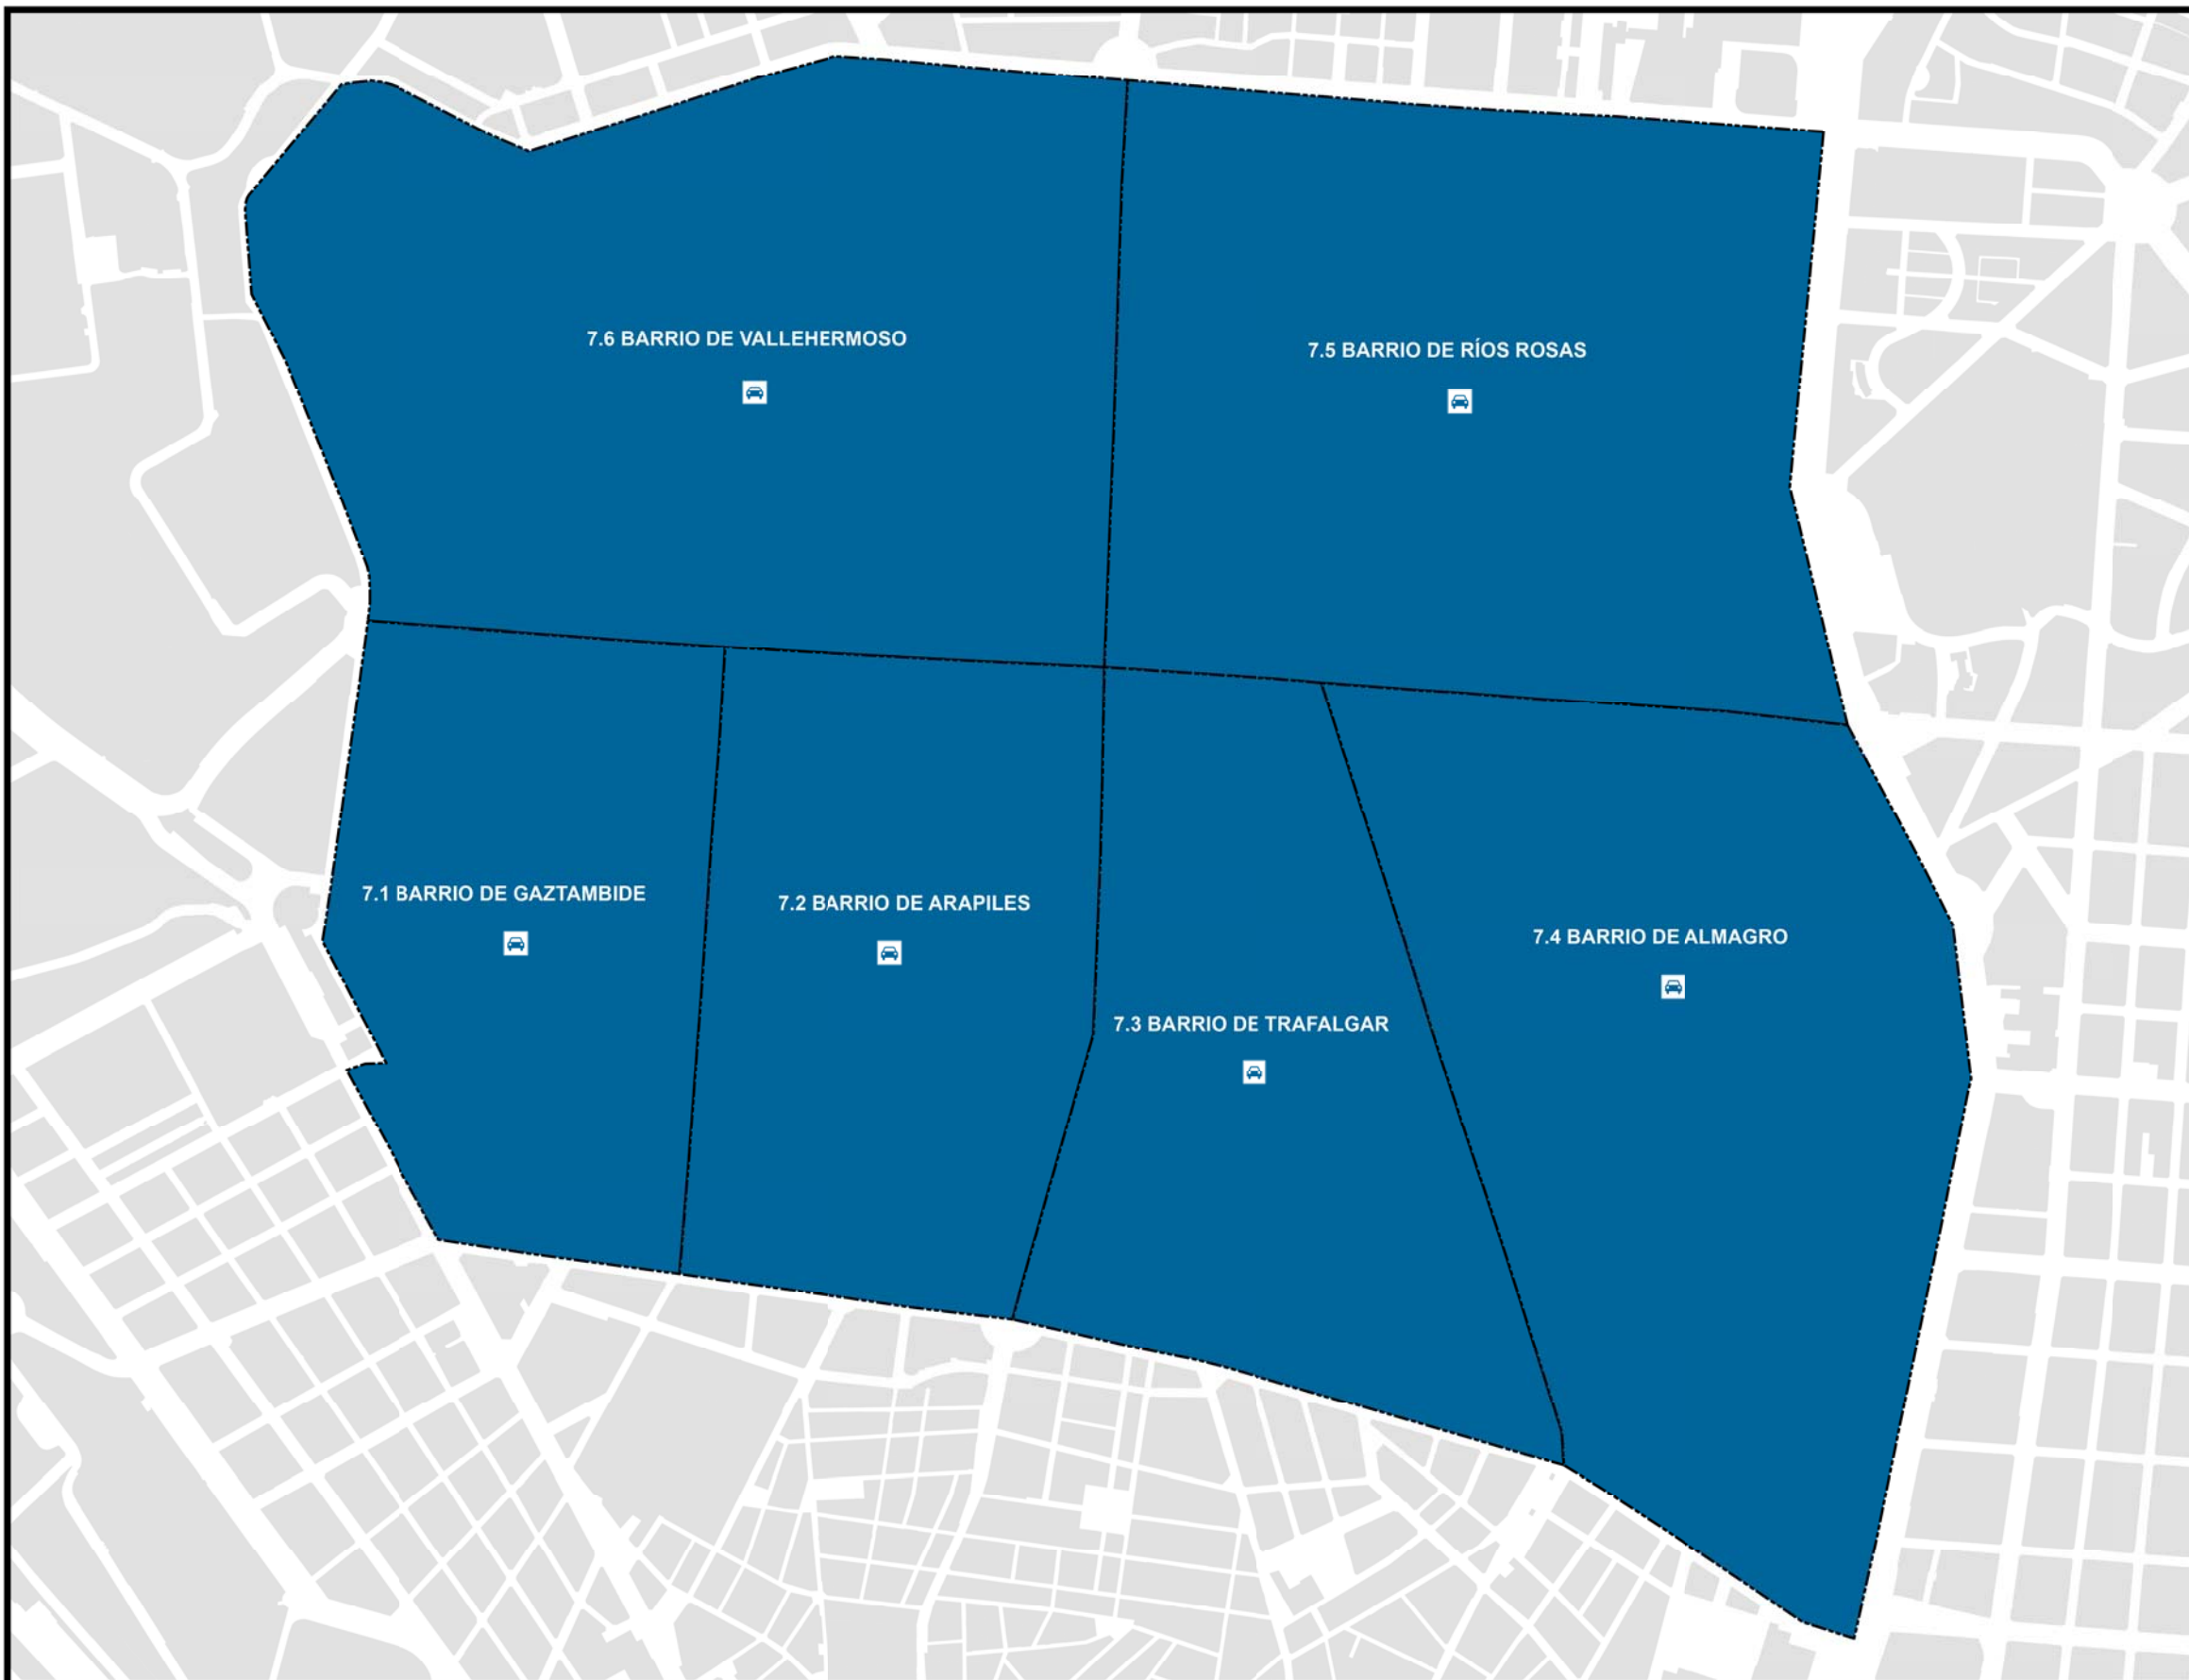 7.6 BARRIO DE VALLEHERMOSO
7.5 BARRIO DE RÍOS ROSAS
7.1 BARRIO DE GAZTAMBIDE
7.2 BARRIO DE ARAPILES
7.4 BARRIO DE ALMAGRO
7.3 BARRIO DE TRAFALGAR